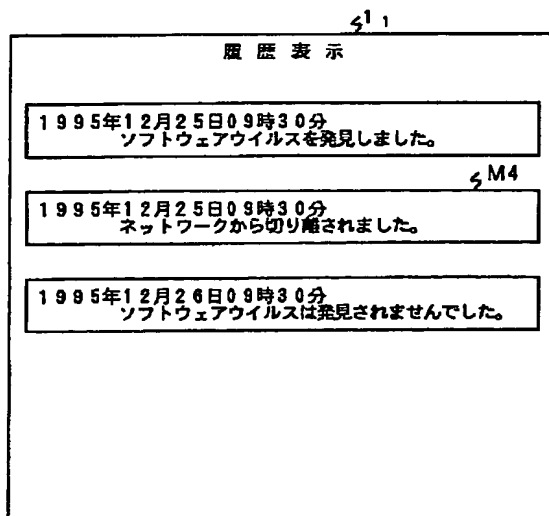 11
履歴表示
1995年12月25日09時30分
ソフトウェアウイルスを発見しました。
M4
1995年12月25日09時30分
ネットワークから切り離されました。
1995年12月26日09時30分
ソフトウェアウイルスは発見されませんでした。